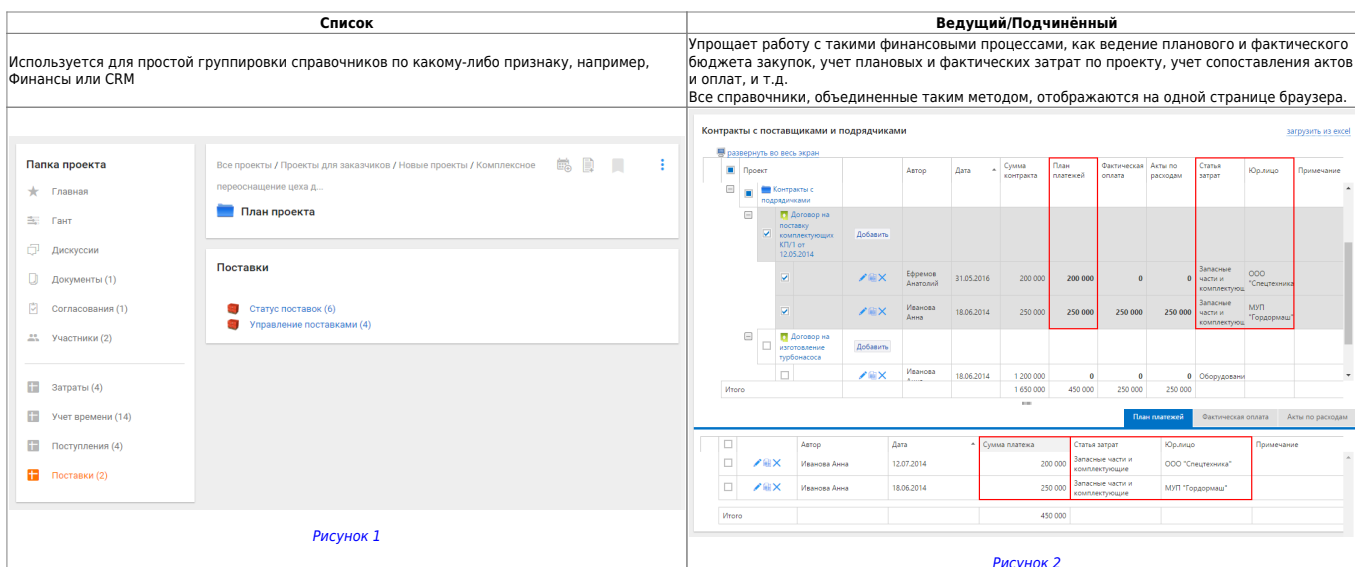 Список
Ведущий/Подчинённый
Используется для простой группировки справочников по какому-либо признаку, например,
Финансы или CRM
Упрощает работу с такими финансовыми процессами, как ведение планового и фактического
бюджета закупок, учет плановых и фактических затрат по проекту, учет сопоставления актов
и оплат, и т.д.
Все справочники, объединенные таким методом, отображаются на одной странице браузера.
Папка проекта
Главная
Гант
Дискуссии
Документы (1)
Согласования (1)
Участники (2)
Затраты (4)
Учет времени (14)
Поступления (4)
Поставки (2)
Все проекты / Проекты для заказчиков / Новые проекты / Комплексное
переоснащение цеха д...
План проекта
Поставки
Статус поставок (6)
Управление поставками (4)
Рисунок 1
Контракты с поставщиками и подрядчиками
загрузить из excel
развернуть во весь экран
Проект Автор Дата Сумма контракта План платежей Фактическая оплата Акты по расходам Статья затрат Юр.лицо Примечание
Контракты с
подрядичками
Договор на
поставку
комплектующих
КП/1 от
12.05.2014
Добавить
Ефремов Анатолий 31.05.2016 200 000 200 000 0 0 Запасные части и комплектующ ООО "Спецтехника
Иванова Анна 18.06.2014 250 000 250 000 250 000 250 000 Запасные части и комплектующ МУП "Гордормаш"
Договор на
изготовление
турбонасоса
Добавить
Иванова 18.06.2014 1 200 000 0 0 0 Оборудовани
Итого 1 650 000 450 000 250 000 250 000
План платежей Фактическая оплата Акты по расходам
Автор Дата Сумма платежа Статья затрат Юр.лицо Примечание
Иванова Анна 12.07.2014 200 000 Запасные части и комплектующие ООО "Спецтехника"
Иванова Анна 18.06.2014 250 000 Запасные части и комплектующие МУП "Гордормаш"
Итого 450 000
Рисунок 2